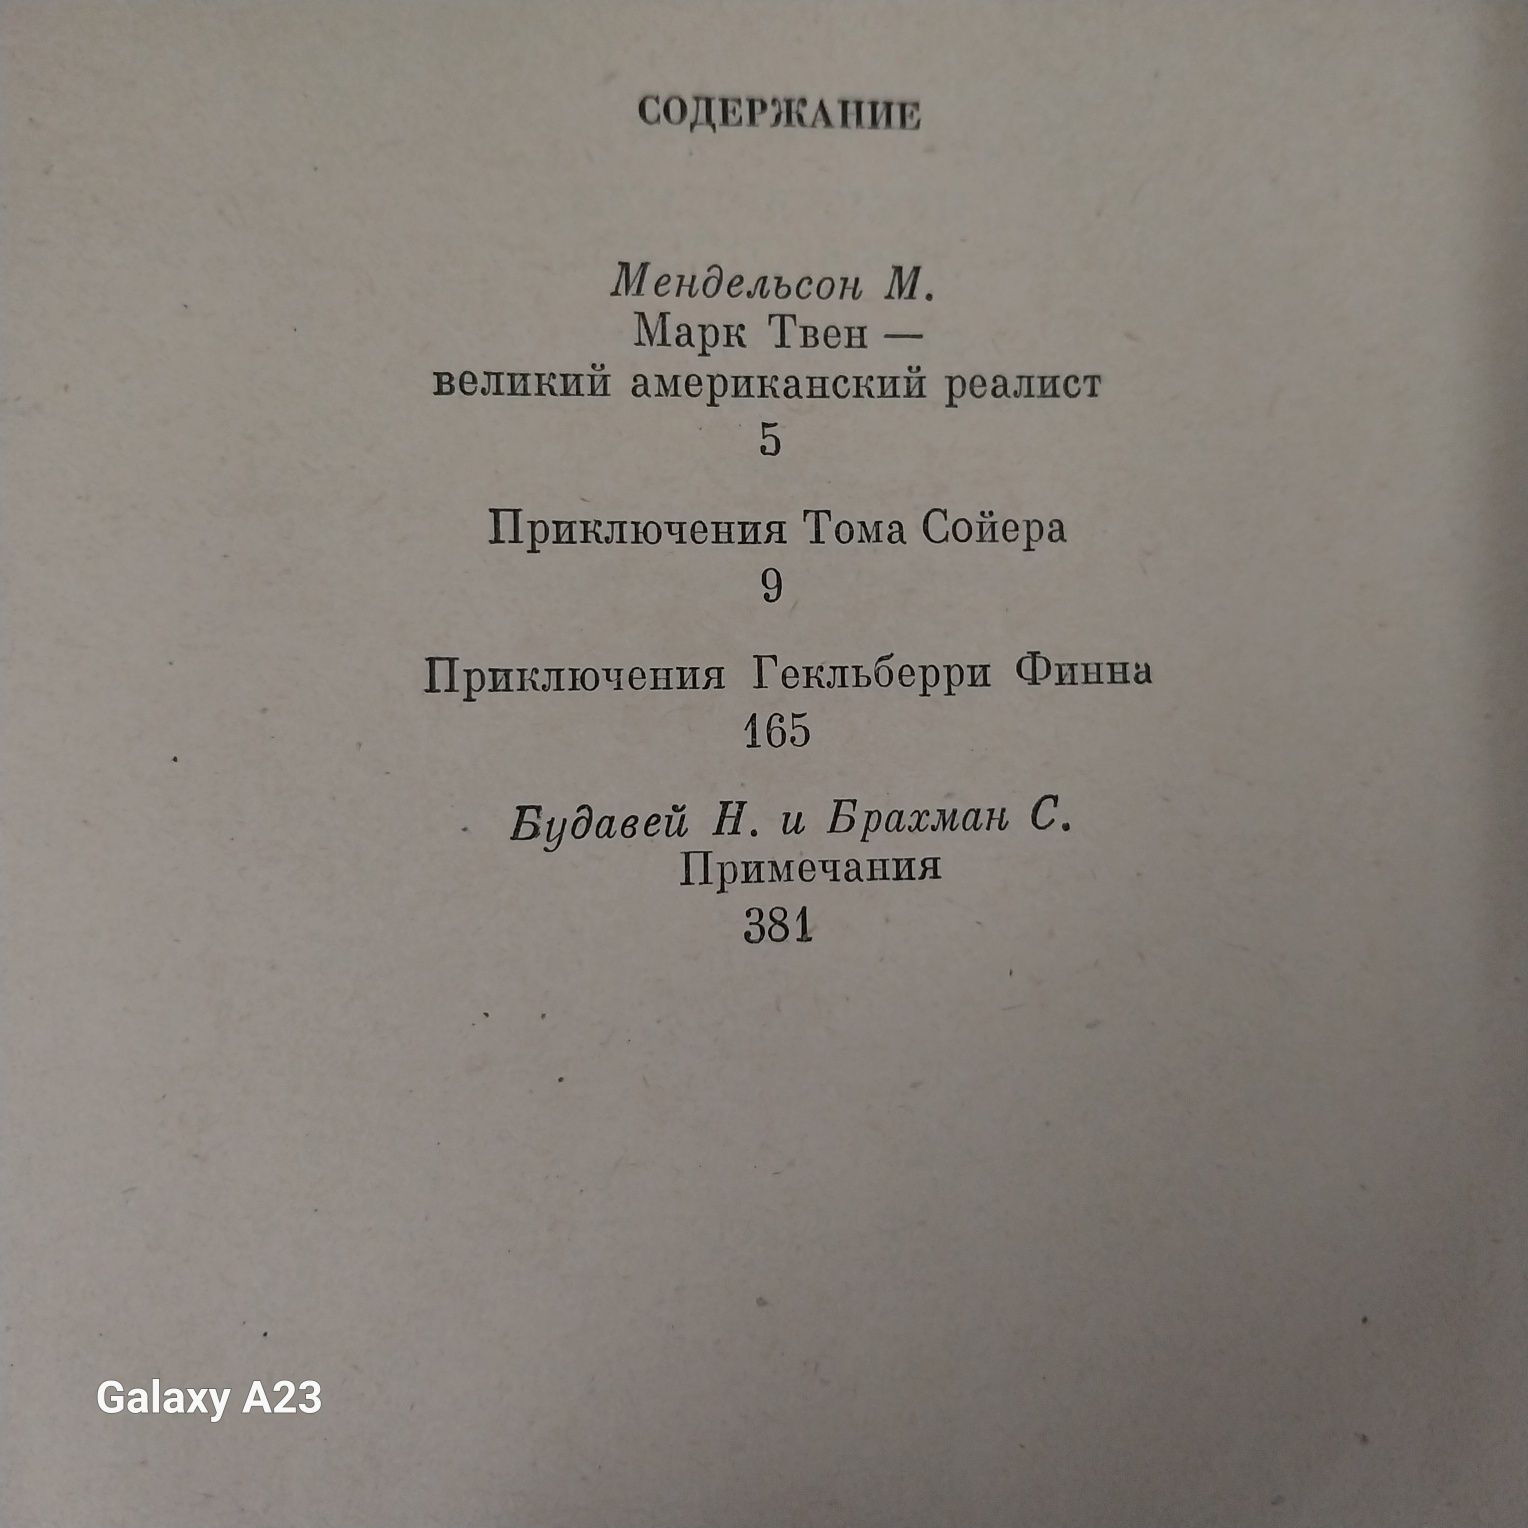 СОДЕРЖАНИЕ
Мендельсон М.
Марк Твен —
великий американский реалист
5
Приключения Тома Сойера
9
Приключения Гекльберри Финна
165
Будавей Н. и Брахман С.
Примечания
381
Galaxy A23